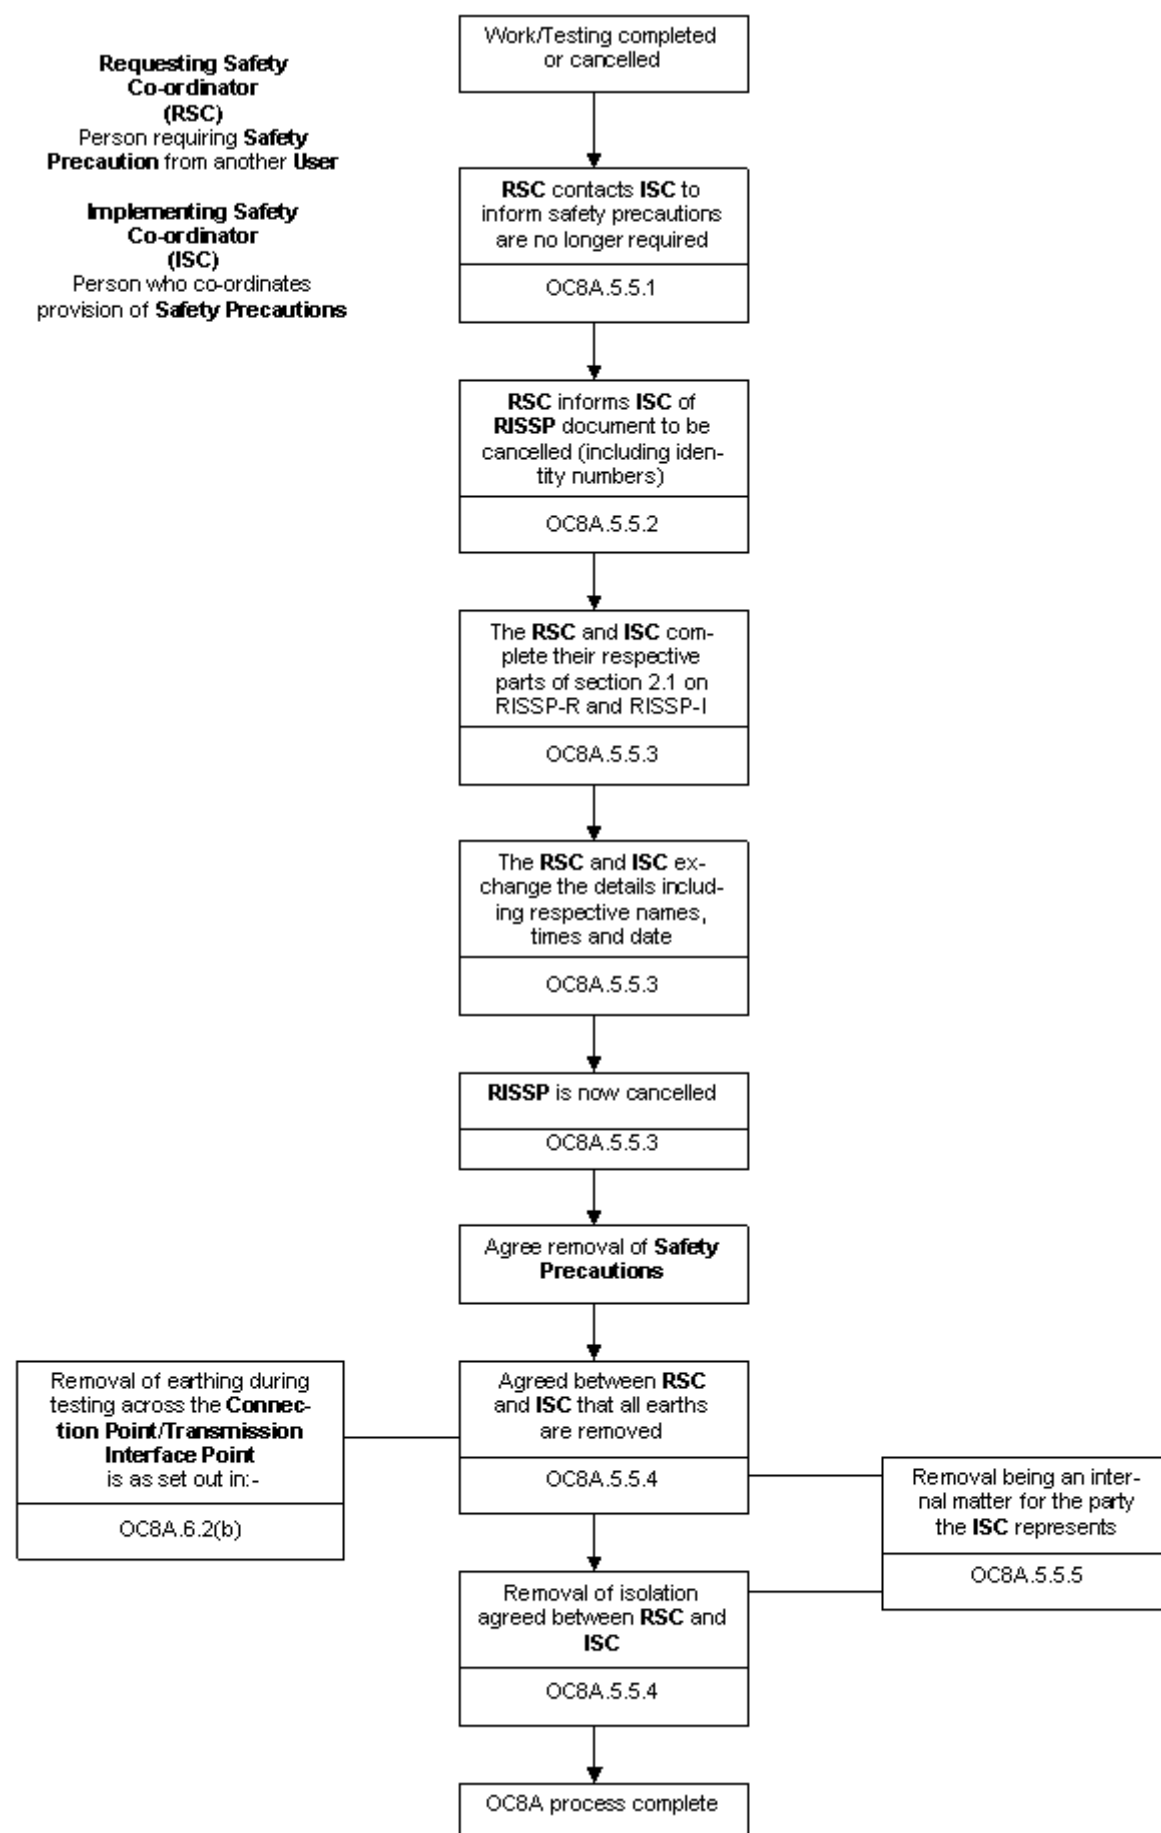 Work/Testing completed
or cancelled
Requesting Safety
Co-ordinator
(RSC)
Person requiring Safety
Precaution from another User
Implementing Safety
Co-ordinator
(ISC)
Person who co-ordinates
provision of Safety Precautions
RSC contacts ISC to
inform safety precautions
are no longer required
OC8A.5.5.1
RSC informs ISC of
RISSP document to be
cancelled (including iden-
tity numbers)
OC8A.5.5.2
The RSC and ISC com-
plete their respective
parts of section 2.1 on
RISSP-R and RISSP-I
OC8A.5.5.3
The RSC and ISC ex-
change the details includ-
ing respective names,
times and date
OC8A.5.5.3
RISSP is now cancelled
OC8A.5.5.3
Agree removal of Safety
Precautions
Removal of earthing during
testing across the Connec-
tion Point/Transmission
Interface Point
is as set out in:-
OC8A.6.2(b)
Agreed between RSC
and ISC that all earths
are removed
OC8A.5.5.4
Removal being an inter-
nal matter for the party
the ISC represents
OC8A.5.5.5
Removal of isolation
agreed between RSC and
ISC
OC8A.5.5.4
OC8A process complete